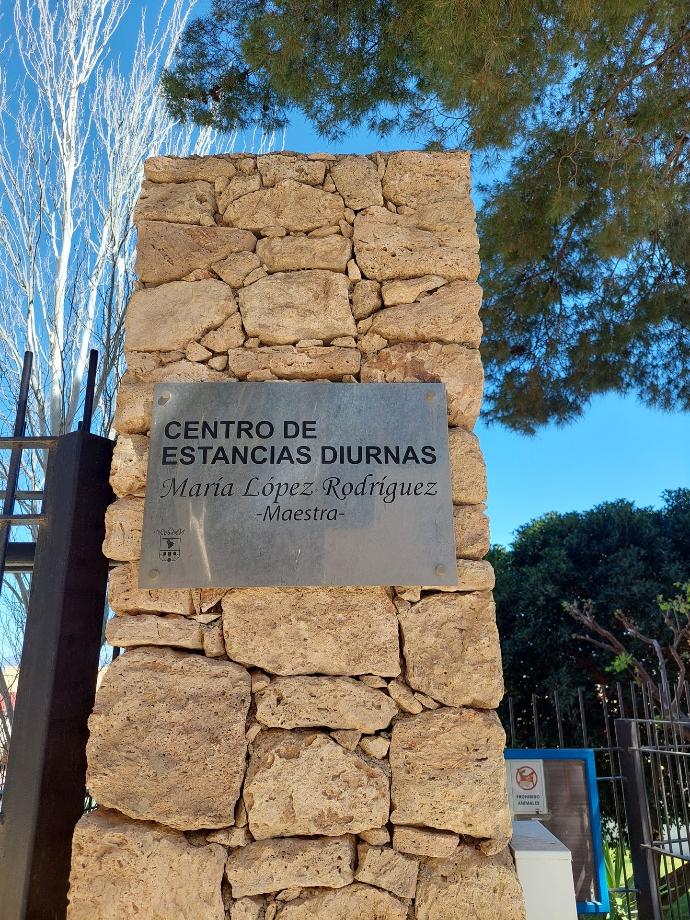 CENTRO DE
ESTANCIAS DIURNAS
María López Rodríguez
-Maestra-
PROHIBIDO
ANIMALES